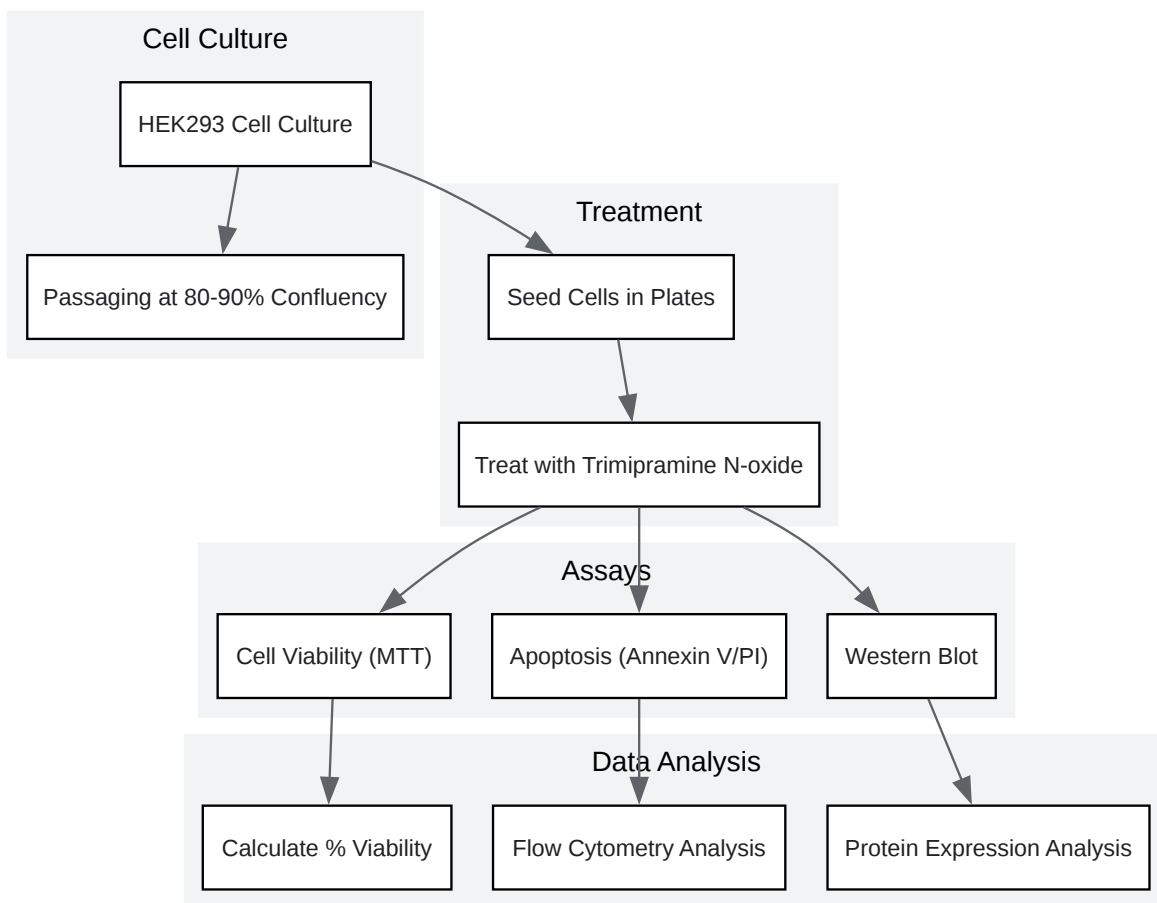 Cell Culture
HEK293 Cell Culture
Treatment
Passaging at 80-90% Confluency
Seed Cells in Plates
Treat with Trimipramine N-oxide
Assays
Cell Viability (MTT)
Apoptosis (Annexin V/PI)
Western Blot
Data Analysis
Calculate % Viability
Flow Cytometry Analysis
Protein Expression Analysis